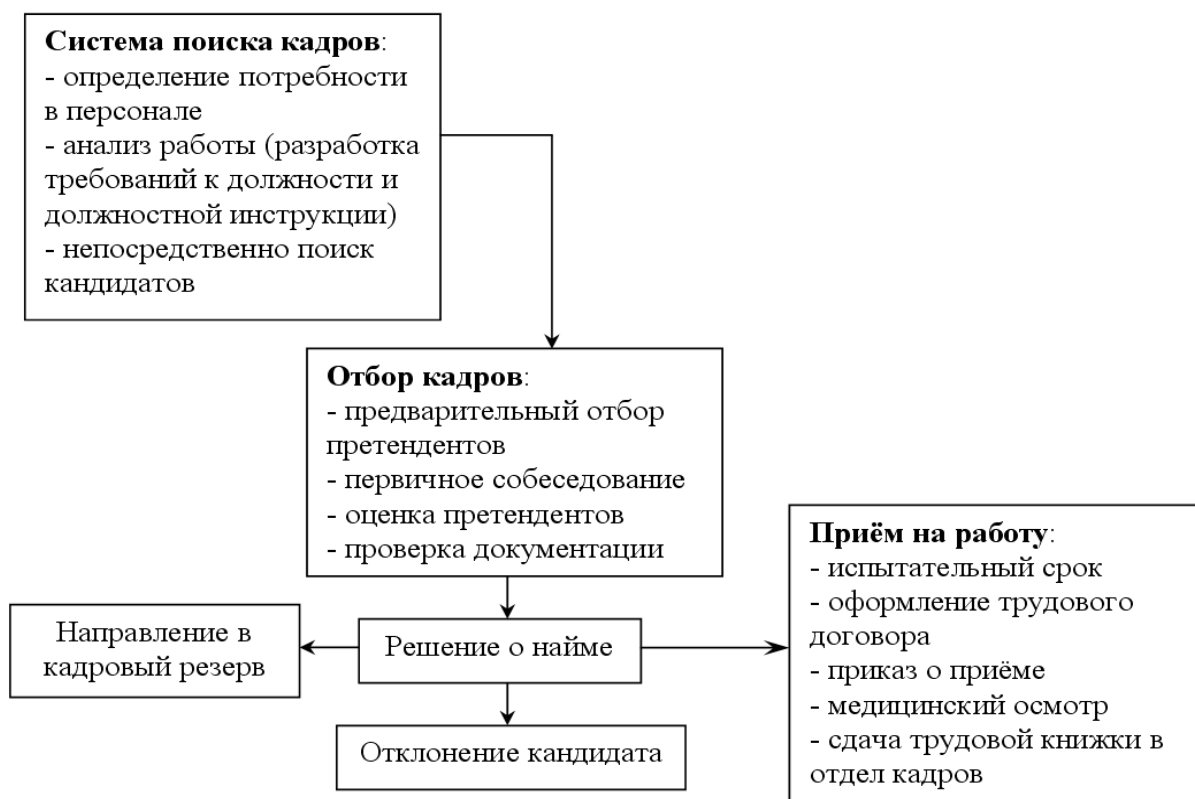 Система поиска кадров:
- определение потребности
в персонале
- анализ работы (разработка
требований к должности и
должностной инструкции)
- непосредственно поиск
кандидатов
Отбор кадров:
- предварительный отбор
претендентов
- первичное собеседование
- оценка претендентов
- проверка документации
Направление в
кадровый резерв
Решение о найме
Отклонение кандидата
Приём на работу:
- испытательный срок
- оформление трудового
договора
- приказ о приёме
- медицинский осмотр
- сдача трудовой книжки в
отдел кадров